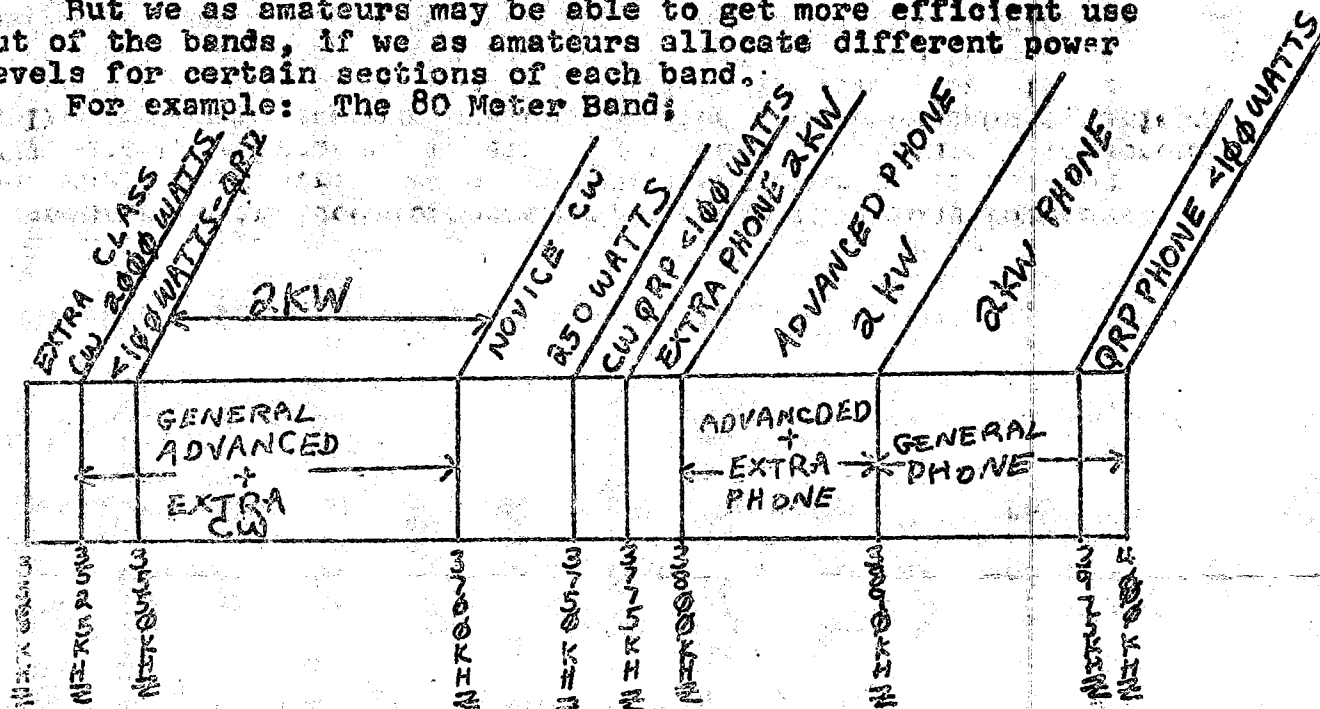 But we as amateurs may be able to get more efficient use
ut of the bands, if we as amateurs allocate different power
evels for certain sections of each band.
For example: The 80 Meter Band;
EXTRA CLASS
CW 2000 WATTS
<100 WATTS-QRP
2KW
NOVICE CW
250 WATTS
CW QRP <100 WATTS
EXTRA PHONE 2KW
ADVANCED PHONE
2KW
2KW PHONE
QRP PHONE <100 WATTS
GENERAL
ADVANCED
+
EXTRA
CW
ADVANCDED
+
EXTRA
PHONE
GENERAL
PHONE
3700KHZ
3750KHZ
3775KHZ
3800KHZ